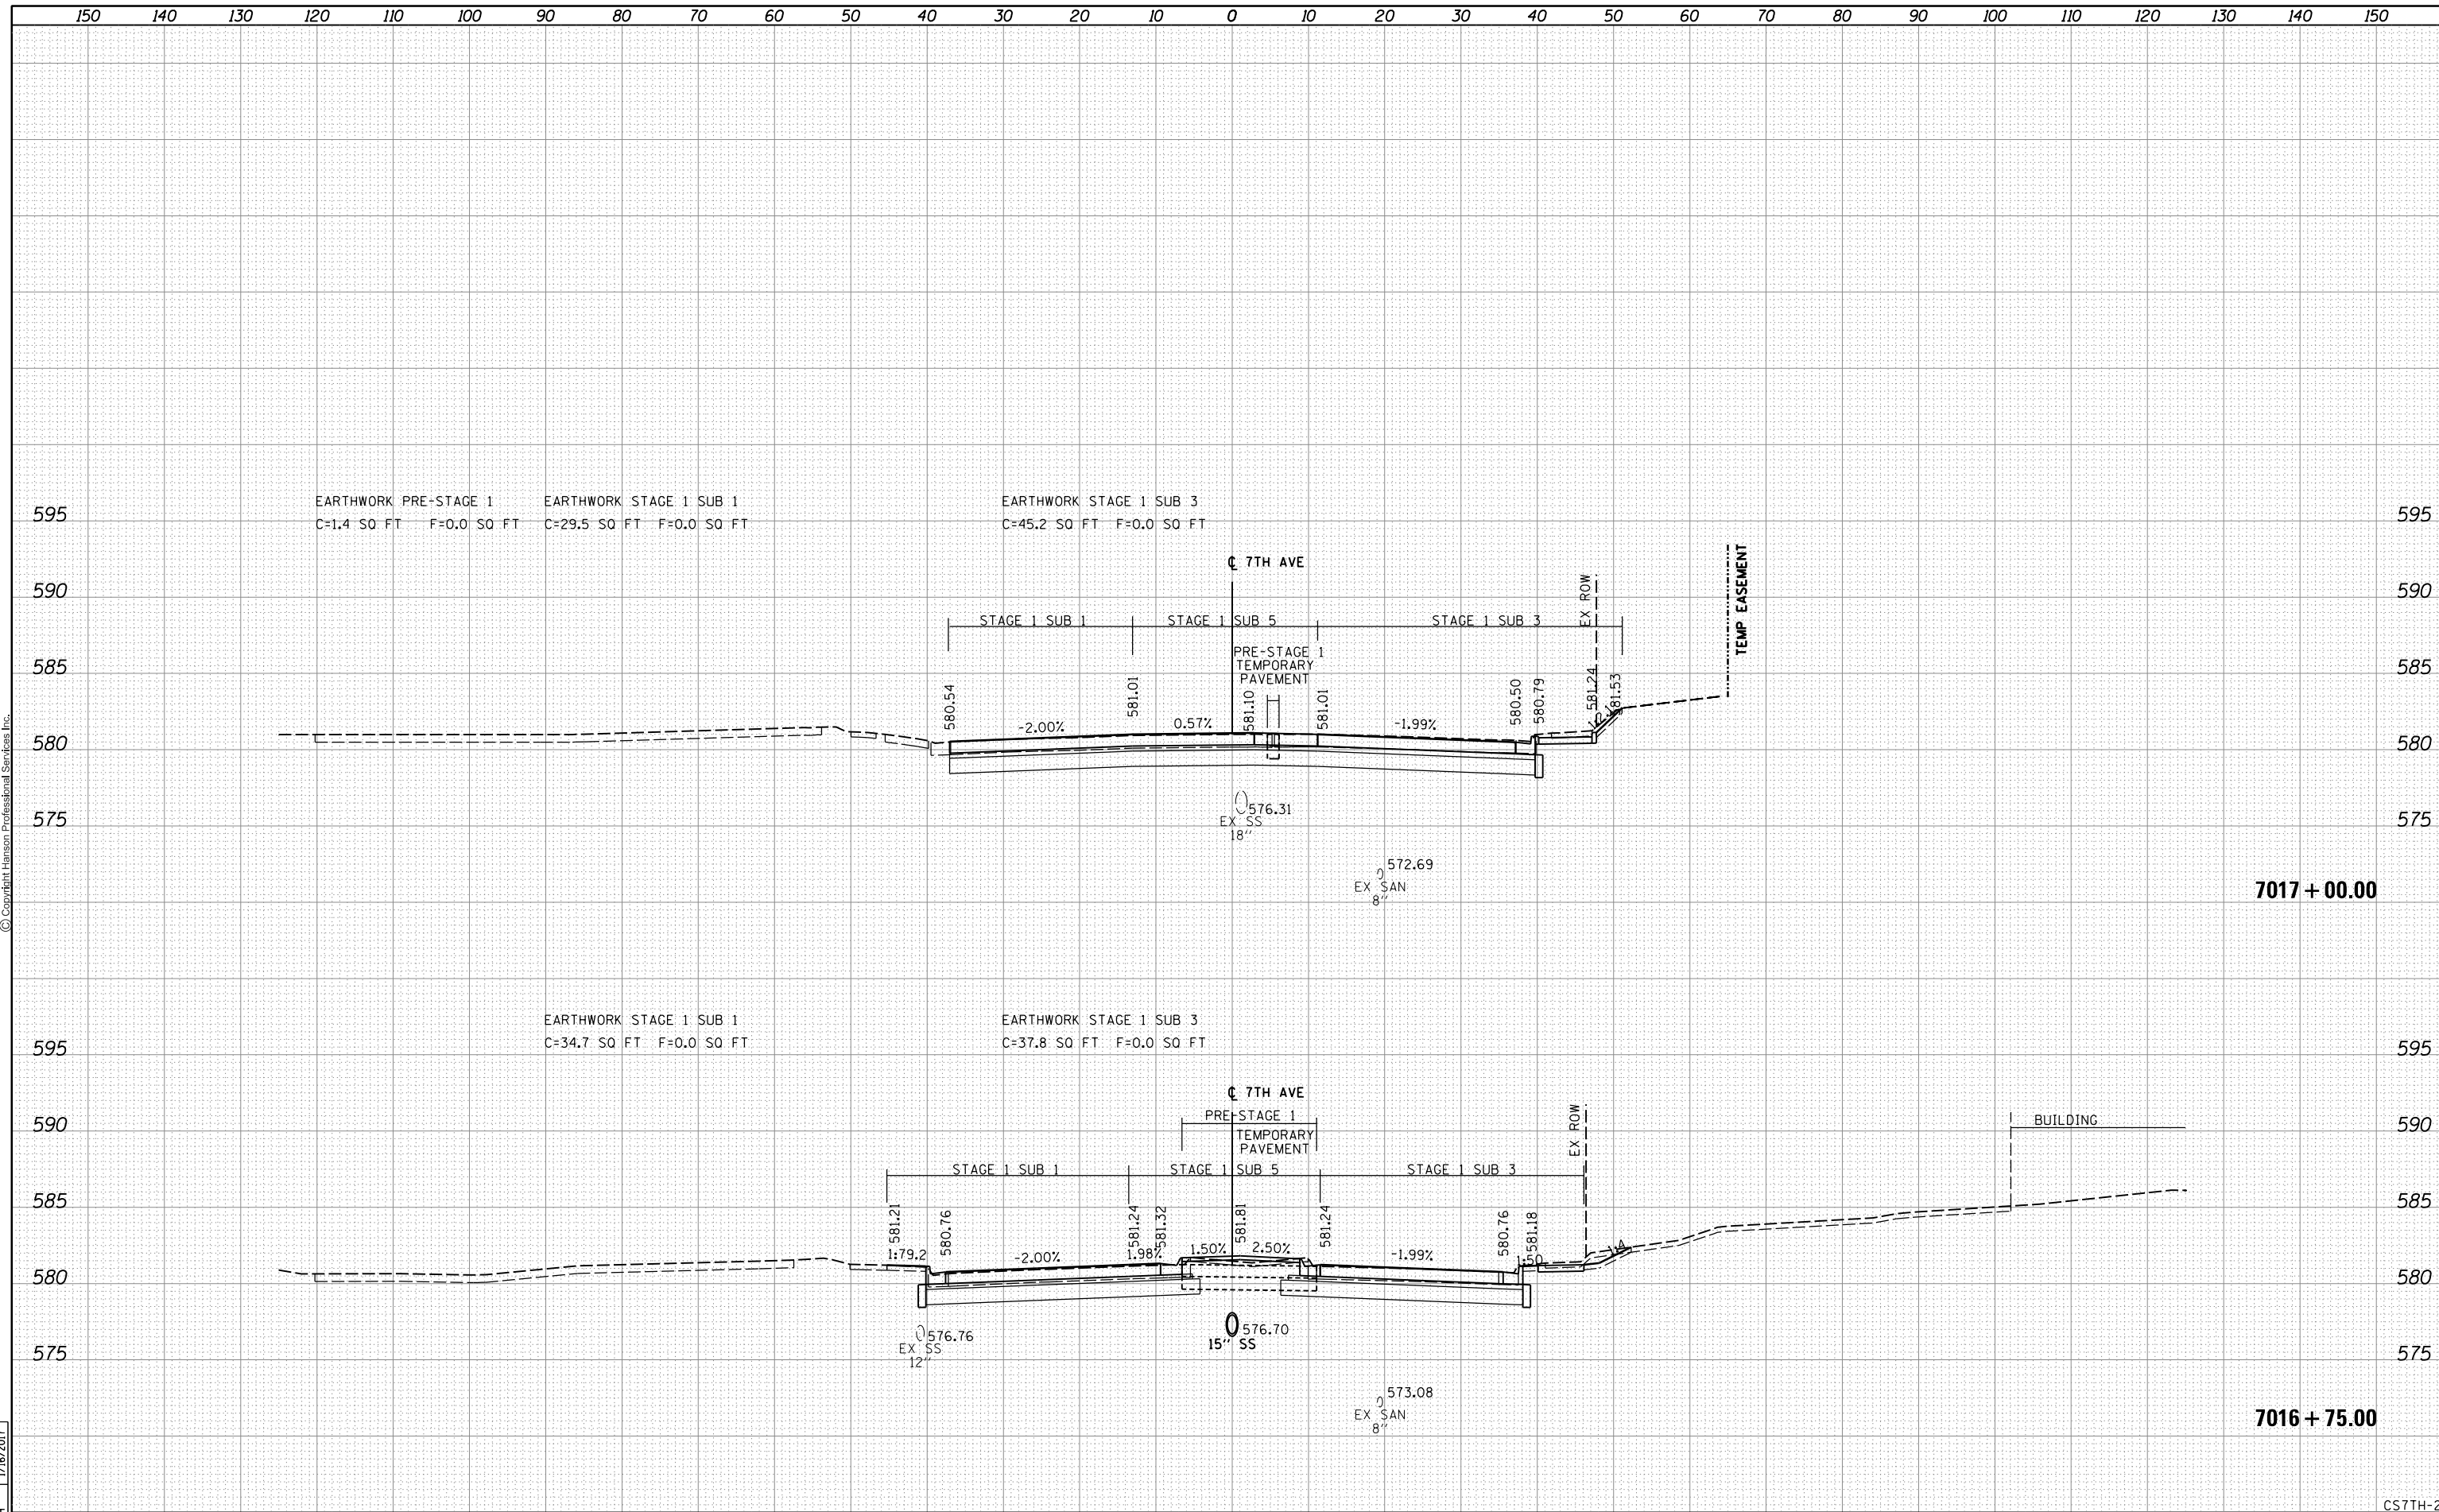 150 140 130 120 110 100 90 80 70 60 50 40 30 20 10 0 10 20 30 40 50 60 70 80 90 100 110 120 130 140 150
EARTHWORK PRE-STAGE 1 EARTHWORK STAGE 1 SUB 1 EARTHWORK STAGE 1 SUB 3
595 595
C=1.4 SQ FT F=0.0 SQ FT C=29.5 SQ FT F=0.0 SQ FT C=45.2 SQ FT F=0.0 SQ FT
℄ 7TH AVE
TEMP EASEMENT
EX ROW
590 590
STAGE 1 SUB 1 STAGE 1 SUB 5 STAGE 1 SUB 3
PRE-STAGE 1
TEMPORARY
PAVEMENT
585 585
580.54 581.01 581.10 581.01 580.50 580.79 581.24 581.53
-2.00% 0.57% -1.99%
580 580
576.31
EX SS
18''
575 575
572.69
EX SAN
8''
7017+00.00
EARTHWORK STAGE 1 SUB 1 EARTHWORK STAGE 1 SUB 3
C=34.7 SQ FT F=0.0 SQ FT C=37.8 SQ FT F=0.0 SQ FT
595 595
℄ 7TH AVE
PRE-STAGE 1
TEMPORARY
PAVEMENT
EX ROW
BUILDING
590 590
STAGE 1 SUB 1 STAGE 1 SUB 5 STAGE 1 SUB 3
585 585
581.21 580.76 581.24 581.32 581.81 581.24 580.76 581.18
1:79.2 -2.00% 1.98% 1.50% 2.50% -1.99% 1:50 1:4
580 580
576.76
EX SS
12''
576.70
15'' SS
575 575
573.08
EX SAN
8''
7016+75.00
© Copyright Hanson Professional Services Inc.